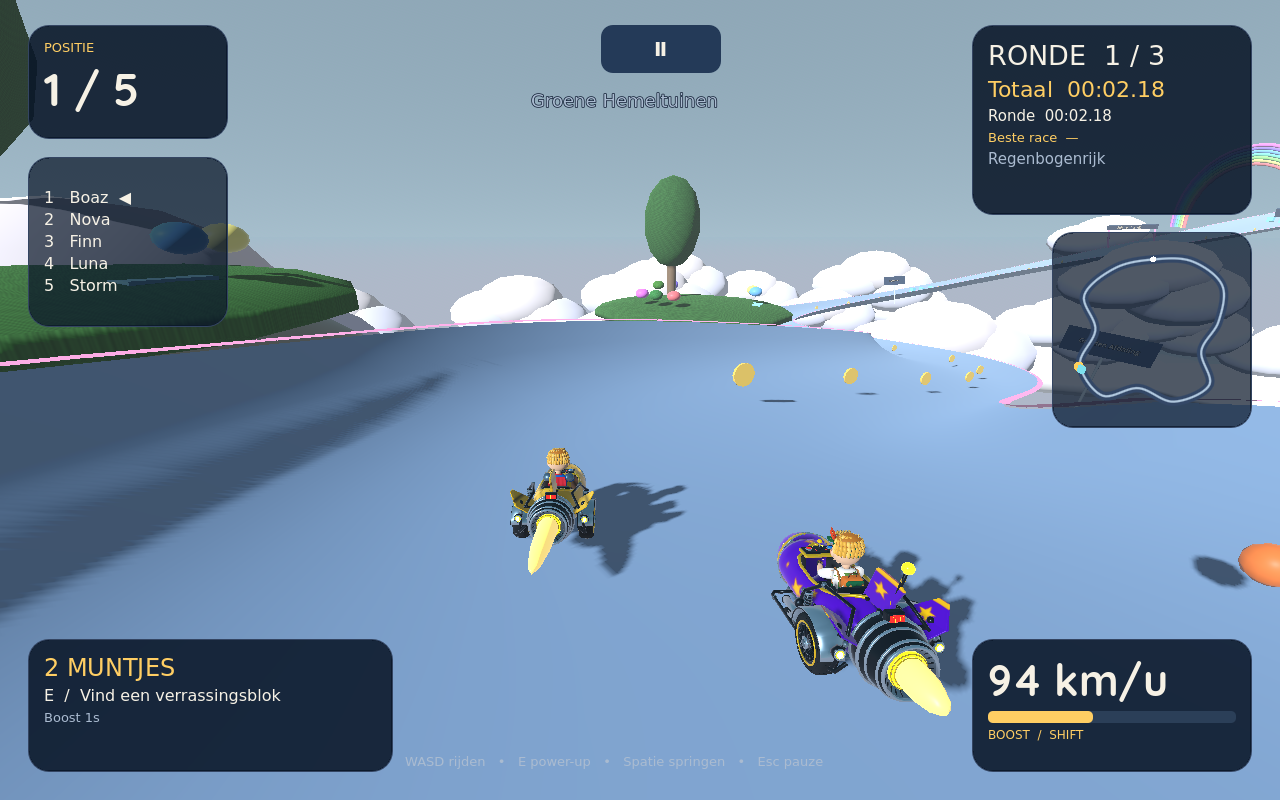 POSITIE
1 / 5
1 Boaz ◀
2 Nova
3 Finn
4 Luna
5 Storm
Groene Hemeltuinen
RONDE 1 / 3
Totaal 00:02.18
Ronde 00:02.18
Beste race —
Regenbogenrijk
2 MUNTJES
E / Vind een verrassingsblok
Boost 1s
WASD rijden • E power-up • Spatie springen • Esc pauze
94 km/u
BOOST / SHIFT